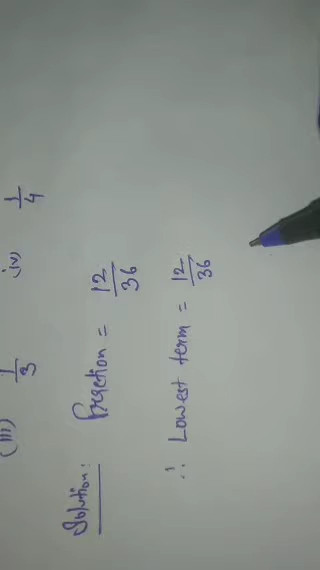 (iii) 1/3 (iv) 1/4
Solution: Fraction = 12/36
∴ Lowest term = 12/36